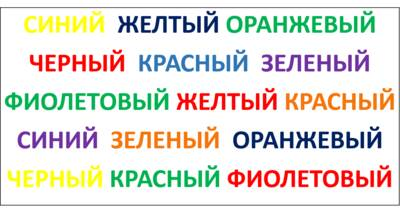 СИНИЙ ЖЕЛТЫЙ ОРАНЖЕВЫЙ
ЧЕРНЫЙ КРАСНЫЙ ЗЕЛЕНЫЙ
ФИОЛЕТОВЫЙ ЖЕЛТЫЙ КРАСНЫЙ
СИНИЙ ЗЕЛЕНЫЙ ОРАНЖЕВЫЙ
ЧЕРНЫЙ КРАСНЫЙ ФИОЛЕТОВЫЙ